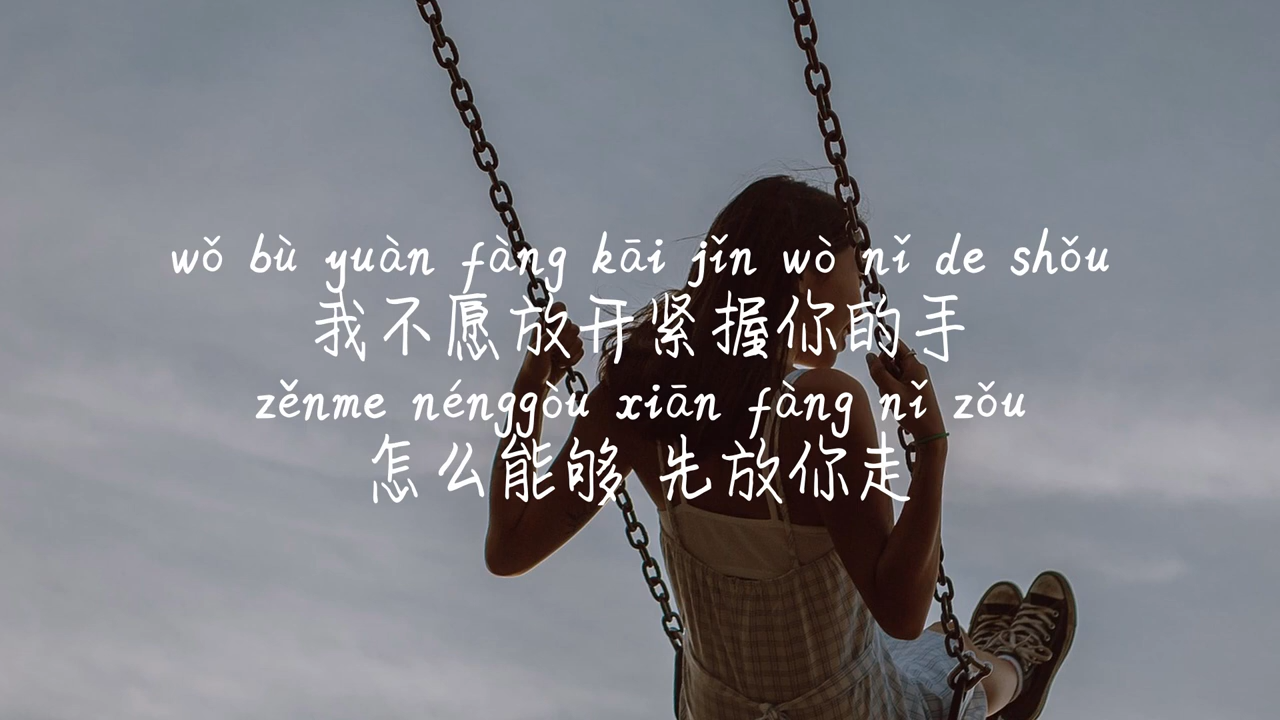 wǒ bù yuàn fàng kāi jǐn wò nǐ de shǒu
我不愿放开紧握你的手
zěnme nénggòu xiān fàng nǐ zǒu
怎么能够 先放你走